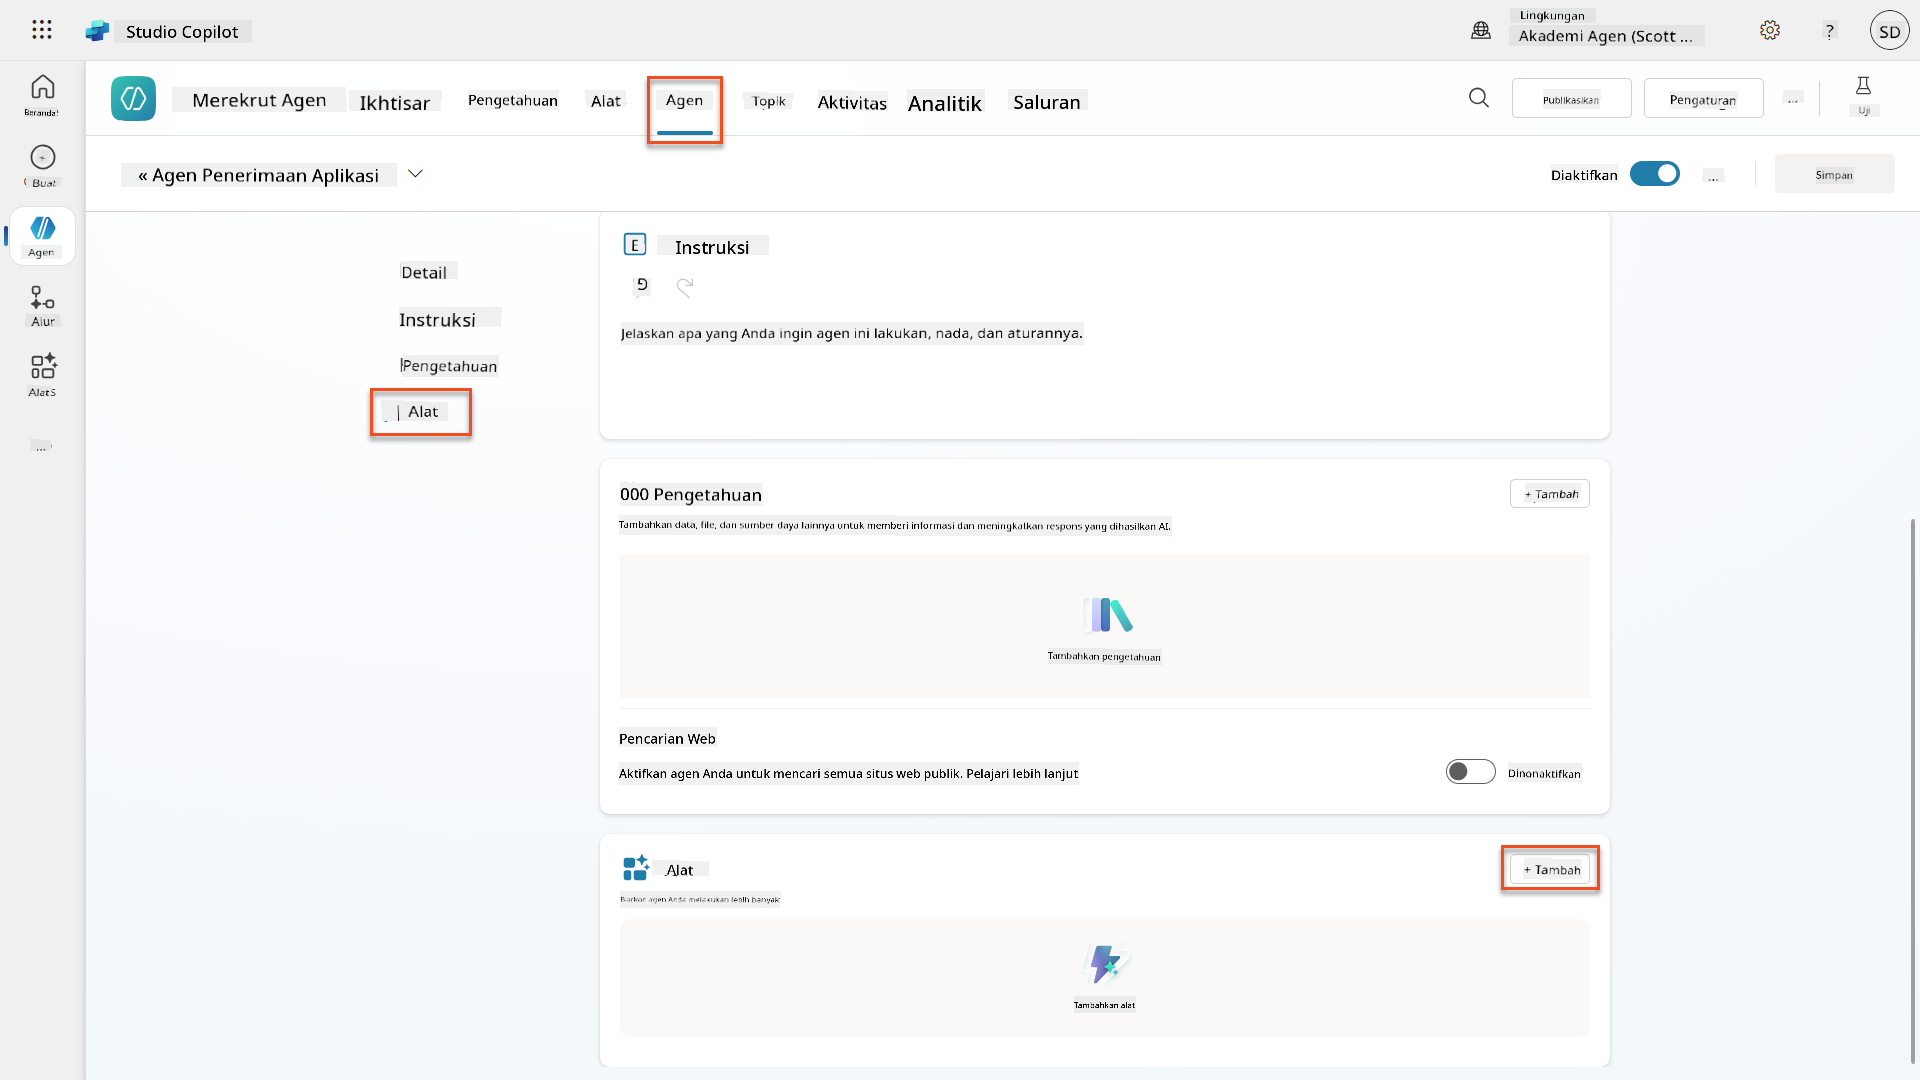 Studio Copilot
Lingkungan
Akademi Agen (Scott ...
?
SD
Beranda
Buat
Agen
Alur
Alat
...
Merekrut Agen
Ikhtisar
Pengetahuan
Alat
Agen
Topik
Aktivitas
Analitik
Saluran
Publikasikan
Pengaturan
...
Uji
« Agen Penerimaan Aplikasi
Diaktifkan
...
Simpan
Detail
Instruksi
Pengetahuan
Alat
E
Instruksi
Jelaskan apa yang Anda ingin agen ini lakukan, nada, dan aturannya.
000 Pengetahuan
+ Tambah
Tambahkan data, file, dan sumber daya lainnya untuk memberi informasi dan meningkatkan respons yang dihasilkan AI.
Tambahkan pengetahuan
Pencarian Web
Aktifkan agen Anda untuk mencari semua situs web publik. Pelajari lebih lanjut
Dinonaktifkan
Alat
+ Tambah
Biarkan agen Anda melakukan lebih banyak
Tambahkan alat